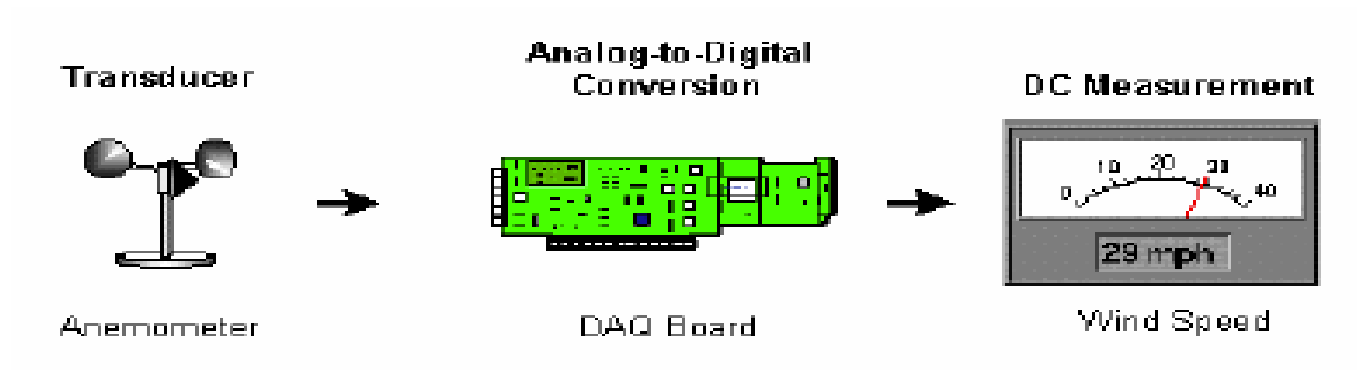 Transducer
Anemometer
Analog-to-Digital
Conversion
DAQ Board
DC Measurement
0 10 20 30 40
29 mph
Wind Speed